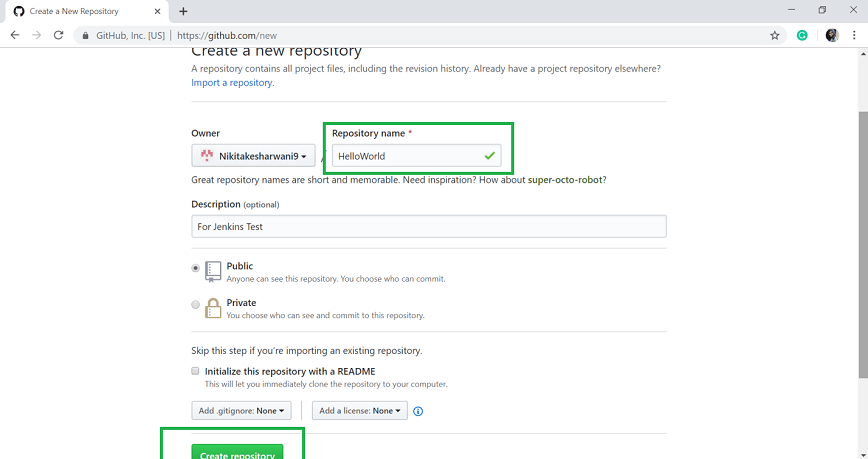 Create a New Repository
GitHub, Inc. [US] | https://github.com/new
Create a new repository
A repository contains all project files, including the revision history. Already have a project repository elsewhere?
Import a repository.
Owner
Repository name *
Nikitakesharwani9
/
HelloWorld
Great repository names are short and memorable. Need inspiration? How about super-octo-robot?
Description (optional)
For Jenkins Test
Public
Anyone can see this repository. You choose who can commit.
Private
You choose who can see and commit to this repository.
Skip this step if you're importing an existing repository.
Initialize this repository with a README
This will let you immediately clone the repository to your computer.
Add .gitignore: None
Add a license: None
Create repository